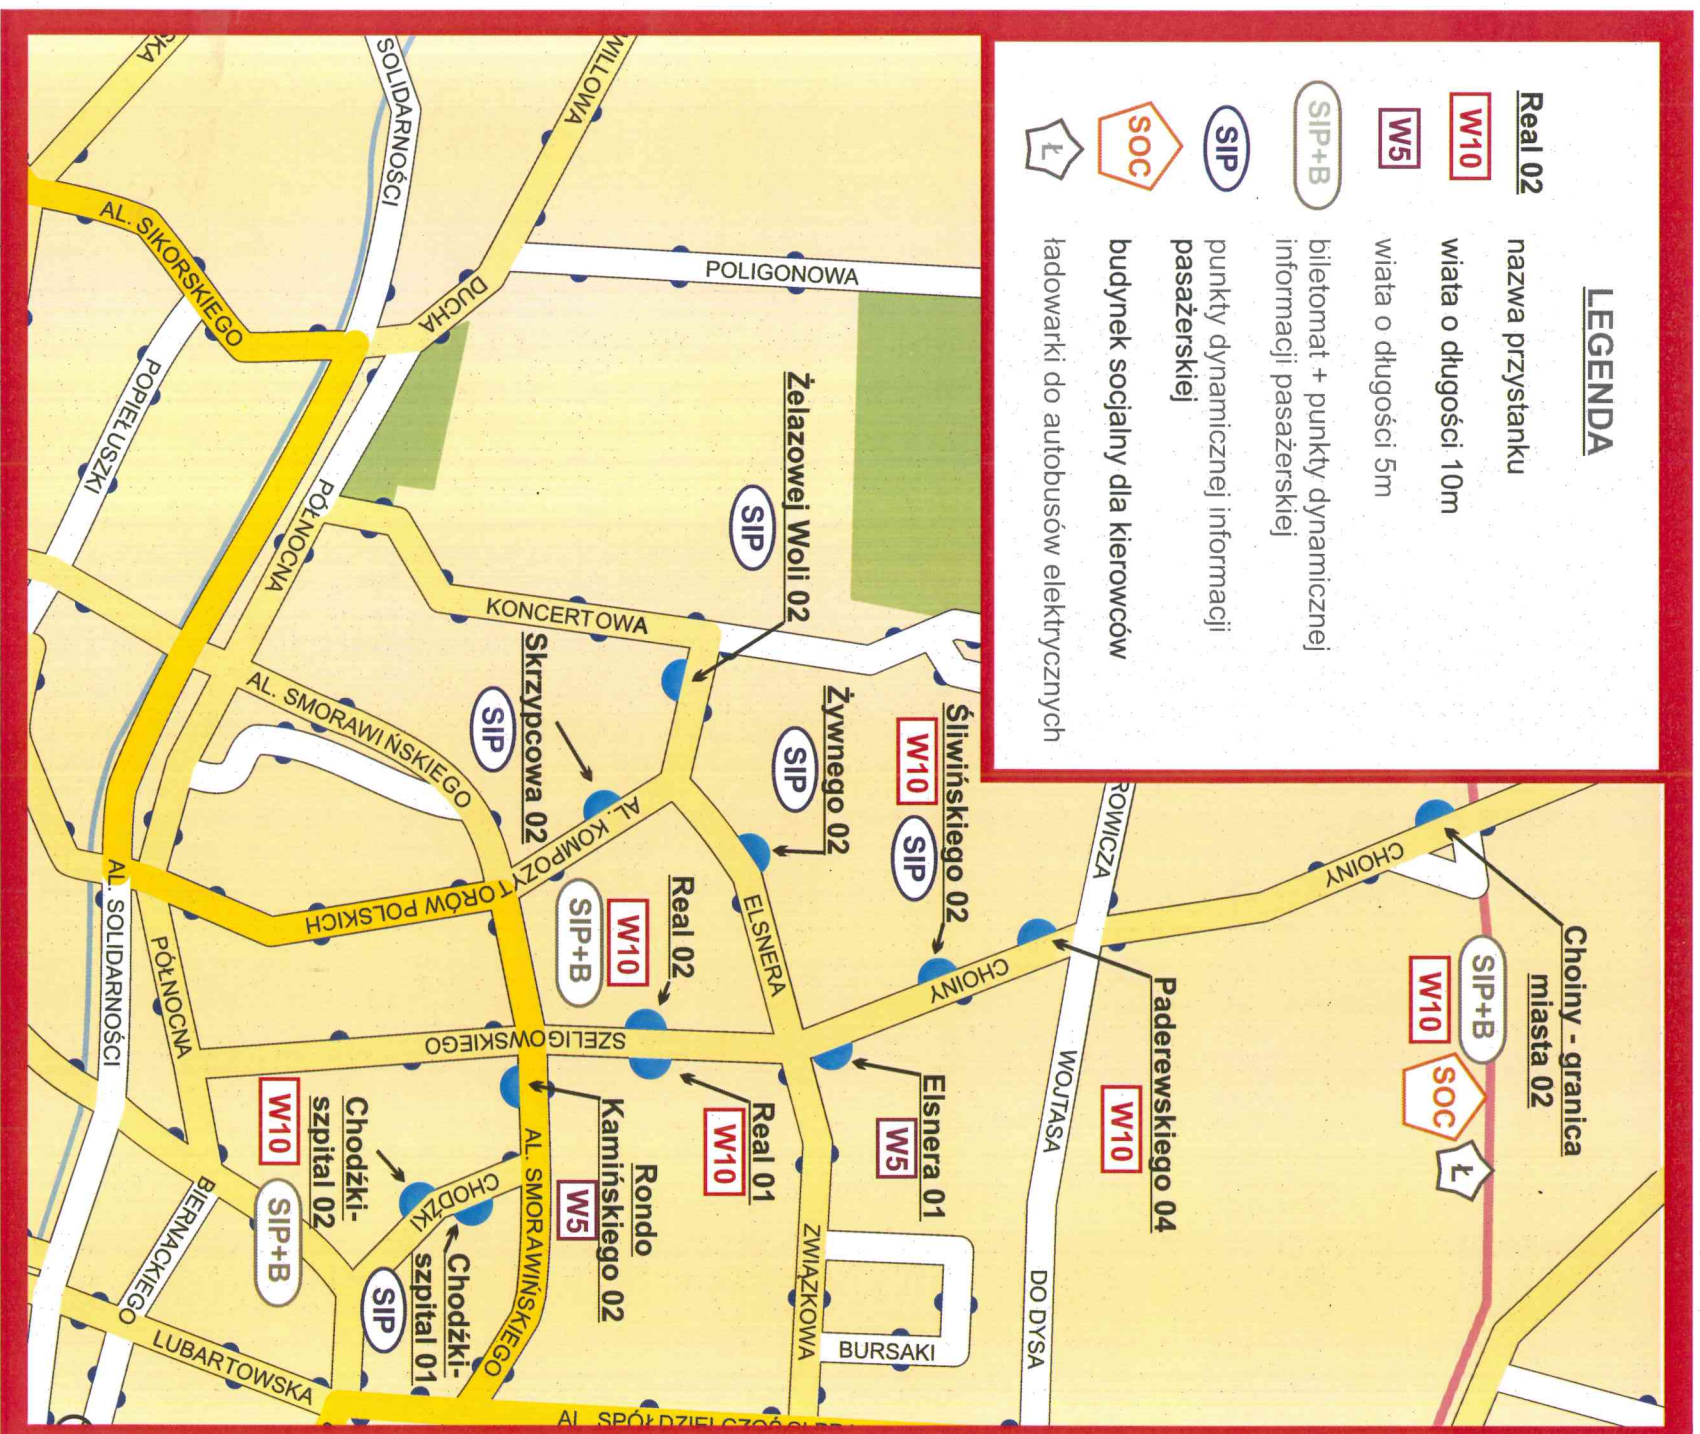 LEGENDA
Real 02
nazwa przystanku
W10
wiata o długości 10m
W5
wiata o długości 5m
SIP+B
biletomat + punkty dynamicznej
informacji pasażerskiej
SIP
punkty dynamicznej informacji
pasażerskiej
SOC
budynek socjalny dla kierowców
Ł
ładowarki do autobusów elektrycznych
Choiny - granica
miasta 02
SIP+B
W10
SOC
Ł
CHOINY
Paderewskiego 04
W10
ROWICZA
WOJTASA
DO DYSA
Śliwińskiego 02
W10
SIP
CHOINY
Elsnera 01
W5
Żywnego 02
SIP
ELSNERA
Żelazowej Woli 02
SIP
POLIGONOWA
WILLOWA
DUCHA
SOLIDARNOŚCI
SKA
AL. SIKORSKIEGO
POPIEŁUSZKI
PÓŁNOCNA
KONCERTOWA
Skrzypcowa 02
SIP
AL. SMORAWIŃSKIEGO
AL. KOMPOZYTORÓW POLSKICH
Real 02
W10
SIP+B
Real 01
W10
SZELIGOWSKIEGO
Rondo
Kamińskiego 02
W5
ZWIĄZKOWA
BURSAKI
AL. SMORAWIŃSKIEGO
CHODŹKI
Chodźki-
szpital 02
W10
SIP+B
Chodźki-
szpital 01
SIP
AL. SOLIDARNOŚCI
PÓŁNOCNA
BIERNACKIEGO
LUBARTOWSKA